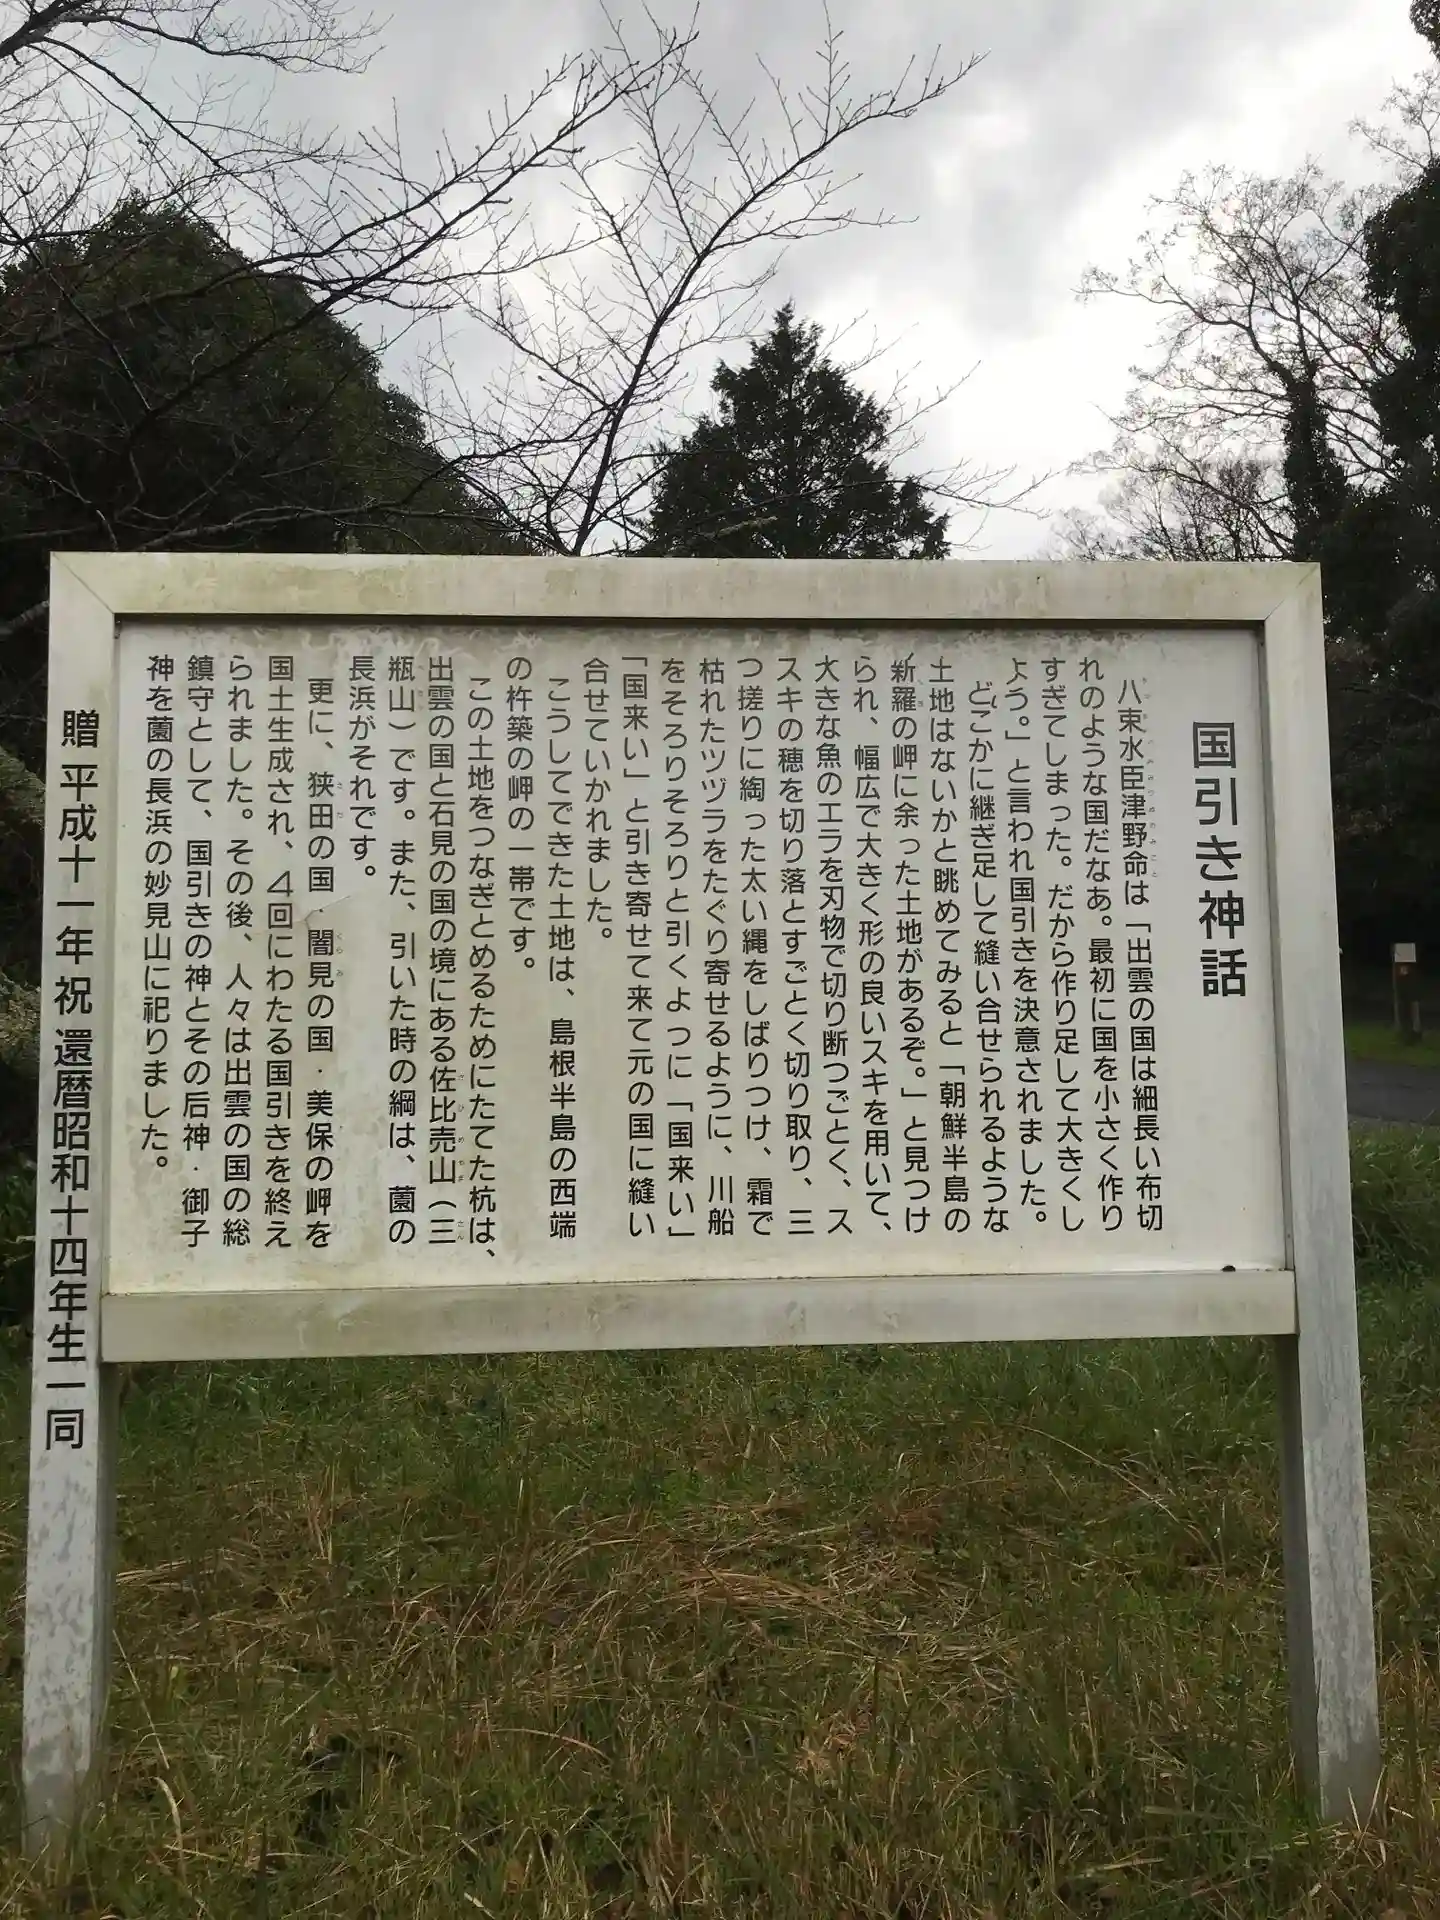 国引き神話
八束水臣津野命は「出雲の国は細長い布切
れのような国だなあ。最初に国を小さく作り
すぎてしまった。だから作り足して大きくし
よう。」と言われ国引きを決意されました。
どこかに継ぎ足して縫い合せられるような
土地はないかと眺めてみると「朝鮮半島の
新羅の岬に余った土地があるぞ。」と見つけ
られ、幅広で大きく形の良いスキを用いて、
大きな魚のエラを刃物で切り断つごとく、ス
スキの穂を切り落とすごとく切り取り、三
つ搓りに綯った太い縄をしばりつけ、霜で
枯れたツヅラをたぐり寄せるように、川船
をそろりそろりと引くよつに「国来い」
「国来い」と引き寄せて来て元の国に縫い
合せていかれました。
こうしてできた土地は、島根半島の西端
の杵築の岬の一帯です。
この土地をつなぎとめるためにたてた杭は、
出雲の国と石見の国の境にある佐比売山（三
瓶山）です。また、引いた時の綱は、薗の
長浜がそれです。
更に、狭田の国・闇見の国・美保の岬を
国土生成され、4回にわたる国引きを終え
られました。その後、人々は出雲の国の総
鎮守として、国引きの神とその后神・御子
神を薗の長浜の妙見山に祀りました。
贈 平成十一年 祝 還暦昭和十四年生一同